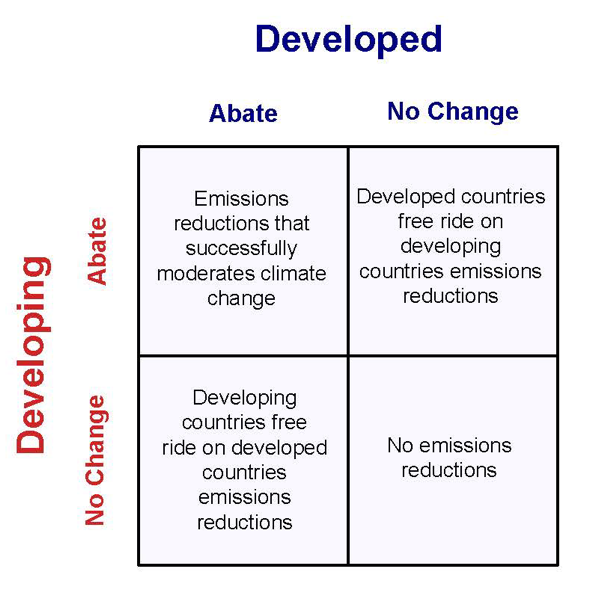 Developed
Abate
No Change
Developing
Abate
Emissions
reductions that
successfully
moderates climate
change
Developed countries
free ride on
developing
countries emissions
reductions
No Change
Developing
countries free
ride on developed
countries
emissions
reductions
No emissions
reductions